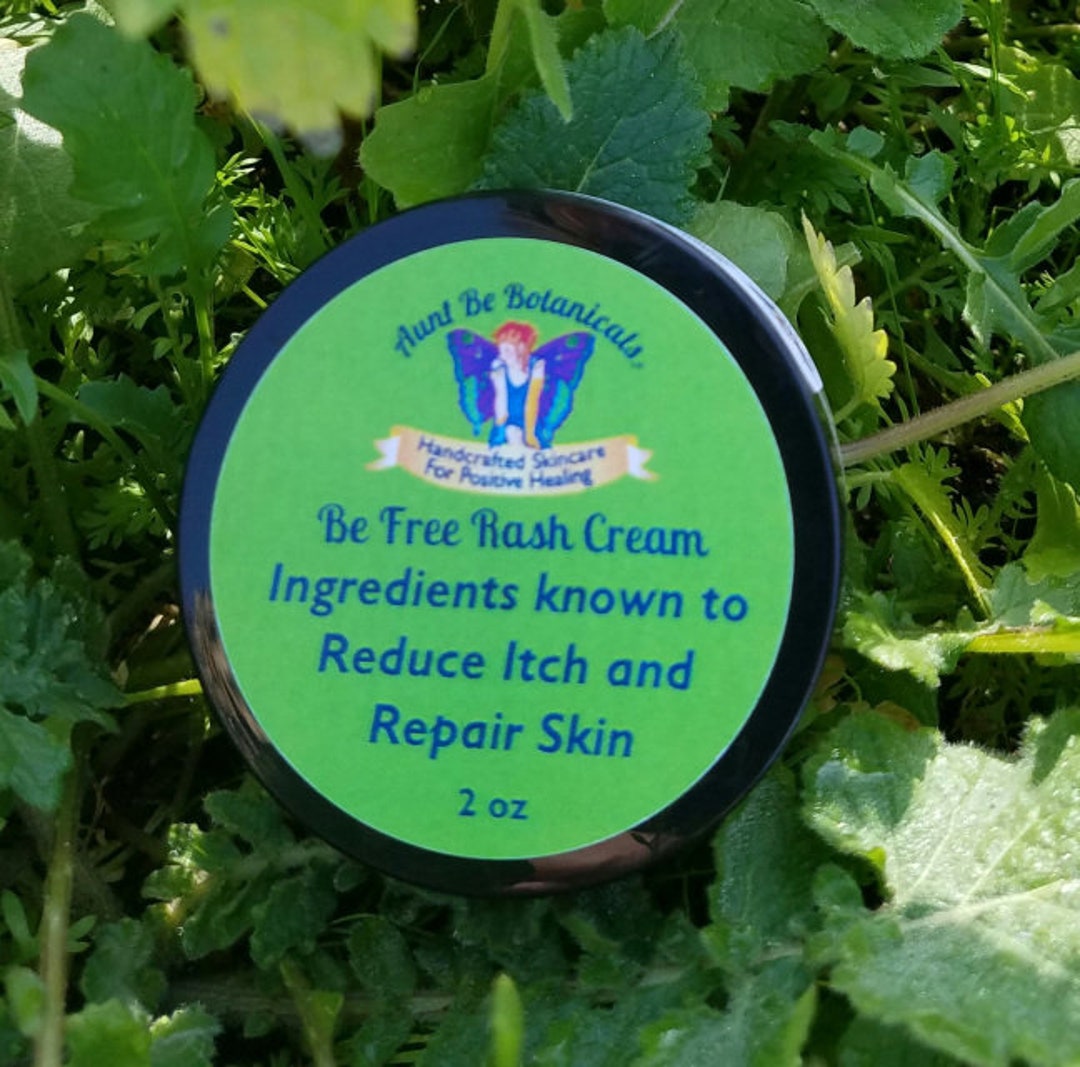 Aunt Be Botanicals
Handcrafted Skincare
For Positive Healing
Be Free Rash Cream
Ingredients known to
Reduce Itch and
Repair Skin
2 oz